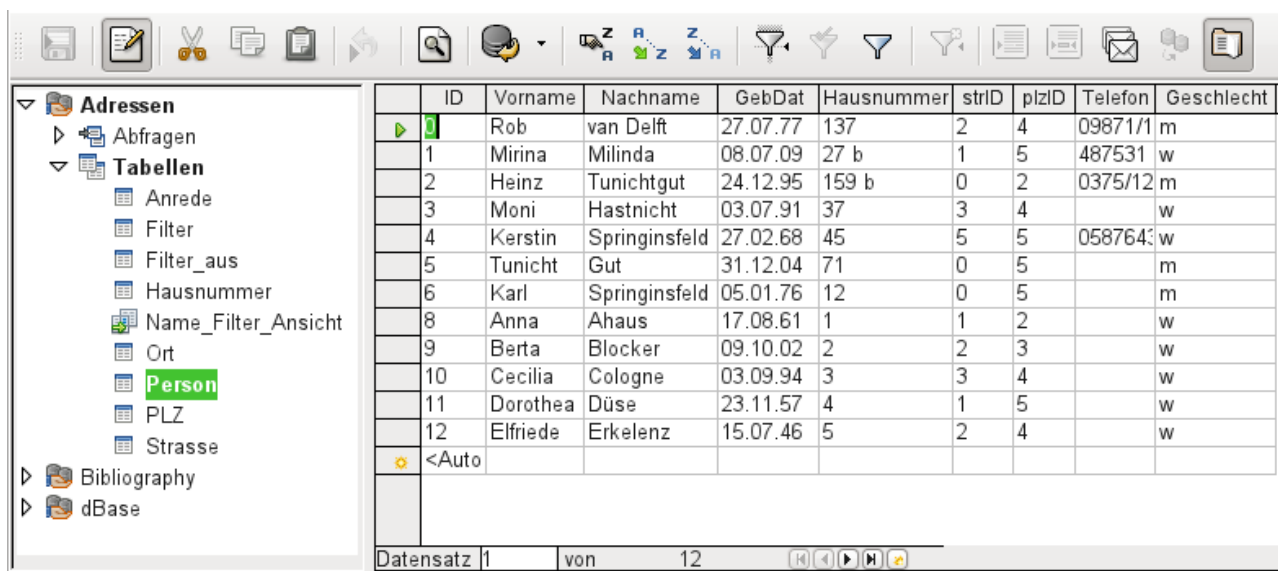 Adressen
Abfragen
Tabellen
Anrede
Filter
Filter_aus
Hausnummer
Name_Filter_Ansicht
Ort
Person
PLZ
Strasse
Bibliography
dBase
ID Vorname Nachname GebDat Hausnummer strID plzID Telefon Geschlecht
0 Rob van Delft 27.07.77 137 2 4 09871/1 m
1 Mirina Milinda 08.07.09 27 b 1 5 487531 w
2 Heinz Tunichtgut 24.12.95 159 b 0 2 0375/12 m
3 Moni Hastnicht 03.07.91 37 3 4 w
4 Kerstin Springinsfeld 27.02.68 45 5 5 058764 w
5 Tunicht Gut 31.12.04 71 0 5 m
6 Karl Springinsfeld 05.01.76 12 0 5 m
8 Anna Ahaus 17.08.61 1 1 2 w
9 Berta Blocker 09.10.02 2 2 3 w
10 Cecilia Cologne 03.09.94 3 3 4 w
11 Dorothea Düse 23.11.57 4 1 5 w
12 Elfriede Erkelenz 15.07.46 5 2 4 w
<Auto
Datensatz 1 von 12